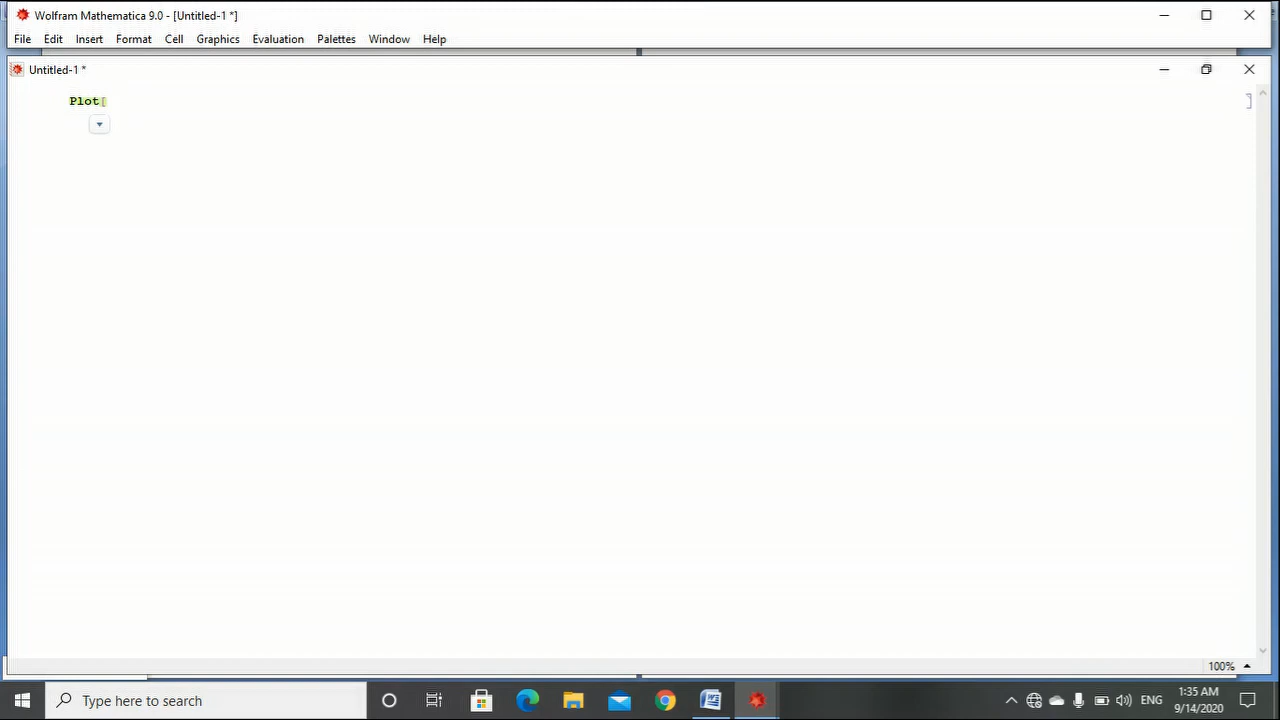 Wolfram Mathematica 9.0 - [Untitled-1 *]
File Edit Insert Format Cell Graphics Evaluation Palettes Window Help
Untitled-1 *
Plot[
100%
Type here to search
ENG
1:35 AM
9/14/2020